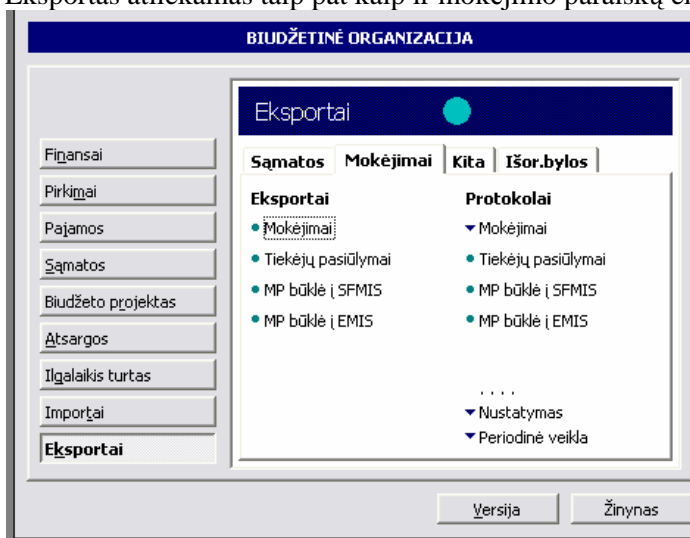 Eksportas atliekamas taip pat kaip ir mokėjimo paraiškų
BIUDŽETINĖ ORGANIZACIJA
Eksportai
Finansai
Pirkimai
Pajamos
Sąmatos
Biudžeto projektas
Atsargos
Ilgalaikis turtas
Importai
Eksportai
Sąmatos Mokėjimai Kita Išor.bylos
Eksportai Protokolai
Mokėjimai Mokėjimai
Tiekėjų pasiūlymai Tiekėjų pasiūlymai
MP būklė į SFMIS MP būklė į SFMIS
MP būklė į EMIS MP būklė į EMIS
. . . .
Nustatymas
Periodinė veikla
Versija Žinynas